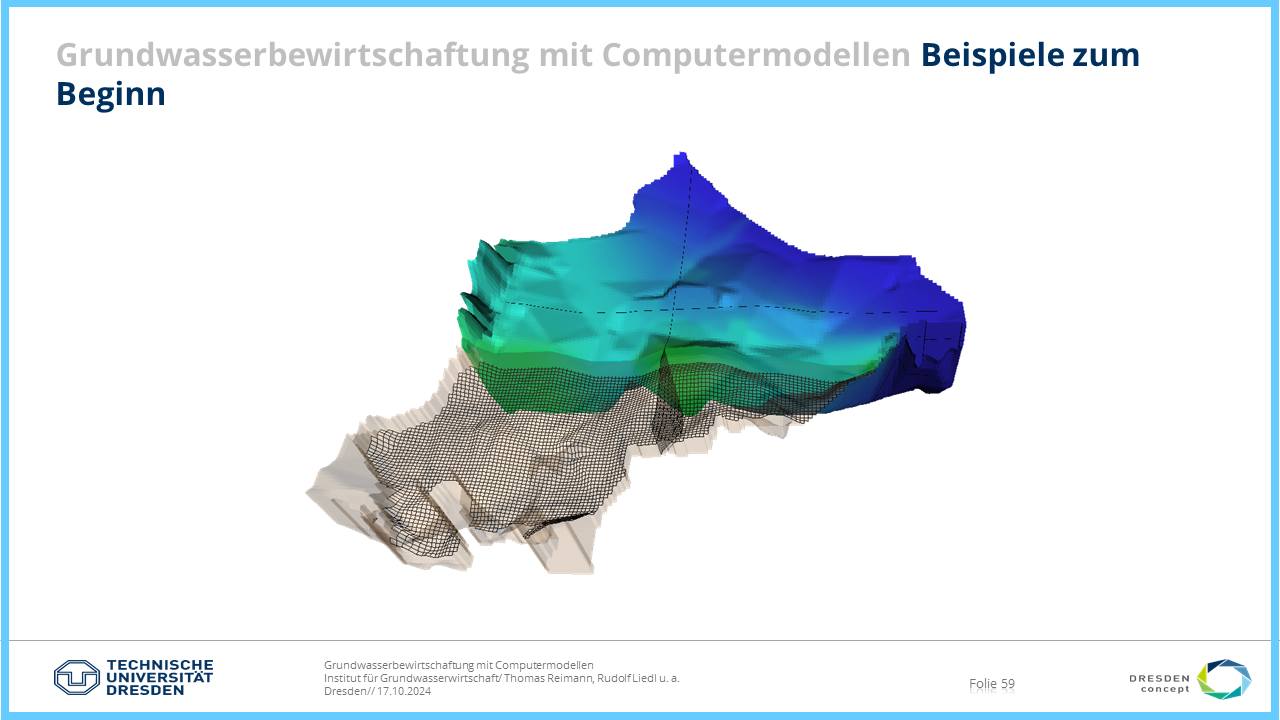 Grundwasserbewirtschaftung mit Computermodellen Beispiele zum
Beginn
TECHNISCHE
UNIVERSITÄT
DRESDEN
Grundwasserbewirtschaftung mit Computermodellen
Institut für Grundwasserwirtschaft/ Thomas Reimann, Rudolf Liedl u. a.
Dresden// 17.10.2024
Folie 59
DRESDEN
concept